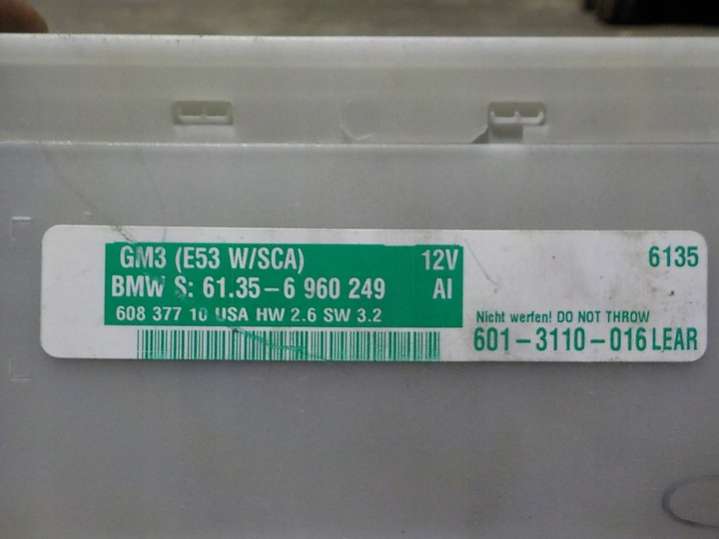 GM3 (E53 W/SCA) 12V
BMW S: 61.35-6 960 249 AI
608 377 10 USA HW 2.6 SW 3.2
6135
Nicht werfen! DO NOT THROW
601-3110-016 LEAR